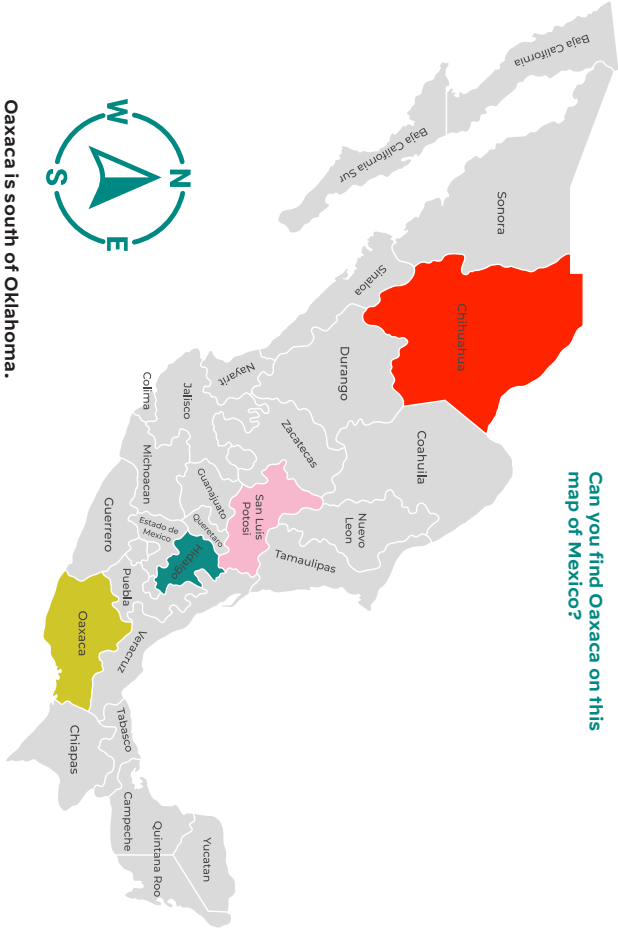 Can you find Oaxaca on this
map of Mexico?
Baja California
Baja California Sur
Sonora
Chihuahua
Sinaloa
Durango
Coahuila
Nuevo
Leon
Zacatecas
Nayarit
San Luis
Potosi
Tamaulipas
Jalisco
Guanajuato
Queretaro
Hidalgo
Colima
Michoacan
Estado de
Mexico
Guerrero
Puebla
Veracruz
Oaxaca
Tabasco
Chiapas
Campeche
Quintana Roo
Yucatan
N
W
E
S
Oaxaca is south of Oklahoma.